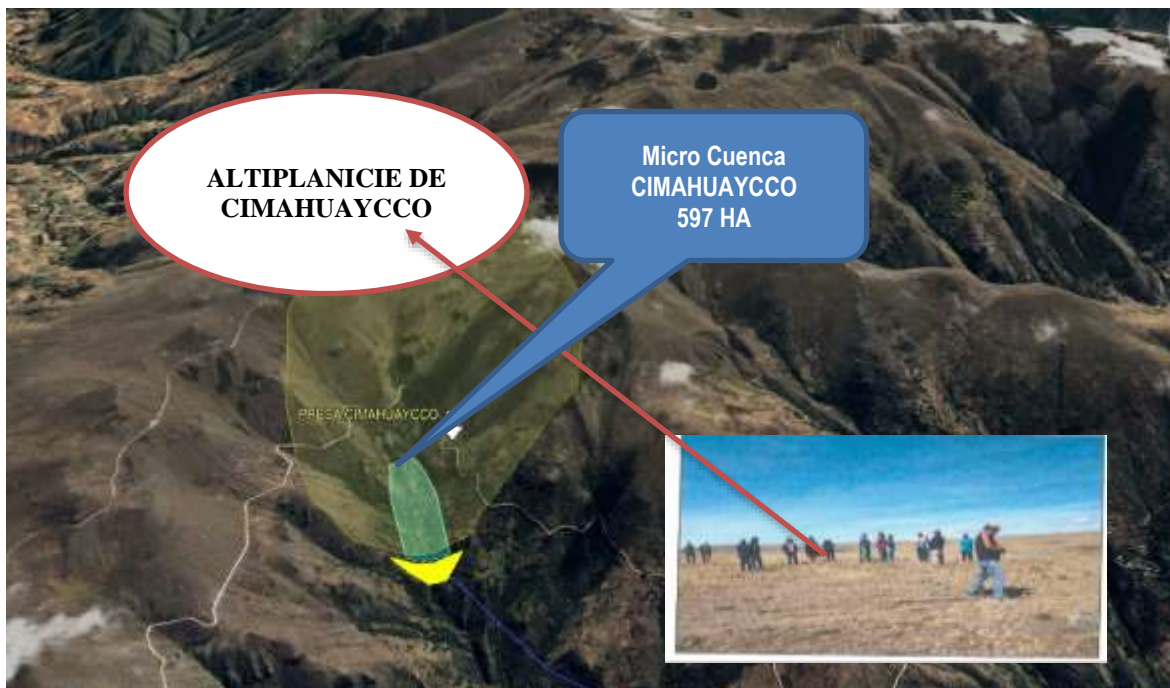 ALTIPLANICIE DE
CIMAHUAYCCO
Micro Cuenca
CIMAHUAYCCO
597 HA
PRESA CIMAHUAYCCO